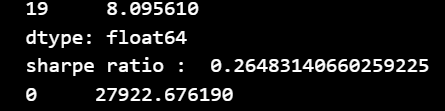 19     8.095610
dtype: float64
sharpe ratio :  0.26483140660259225
0     27922.676190